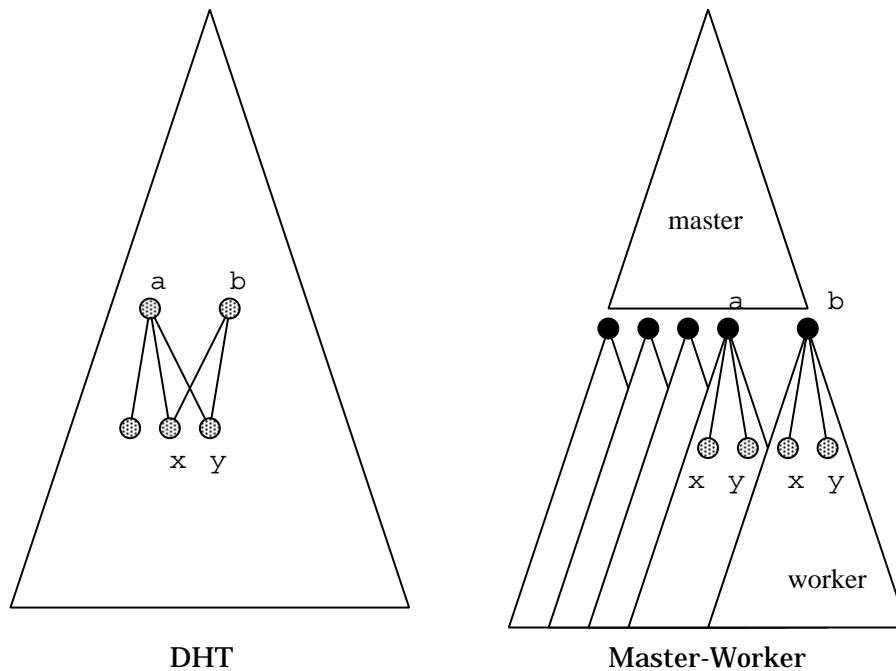 a b
x y
DHT
master
a b
x y x y
worker
Master-Worker